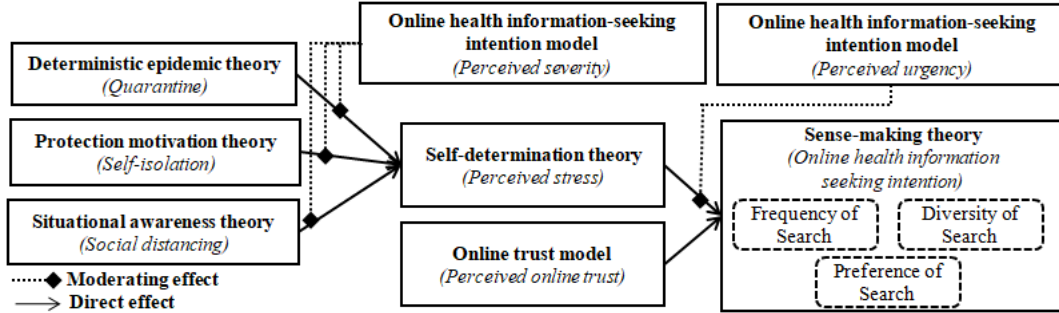 Online health information-seeking
intention model
(Perceived severity)
Online health information-seeking
intention model
(Perceived urgency)
Deterministic epidemic theory
(Quarantine)
Protection motivation theory
(Self-isolation)
Situational awareness theory
(Social distancing)
Self-determination theory
(Perceived stress)
Online trust model
(Perceived online trust)
Sense-making theory
(Online health information
seeking intention)
Frequency of
Search
Diversity of
Search
Preference of
Search
Moderating effect
Direct effect